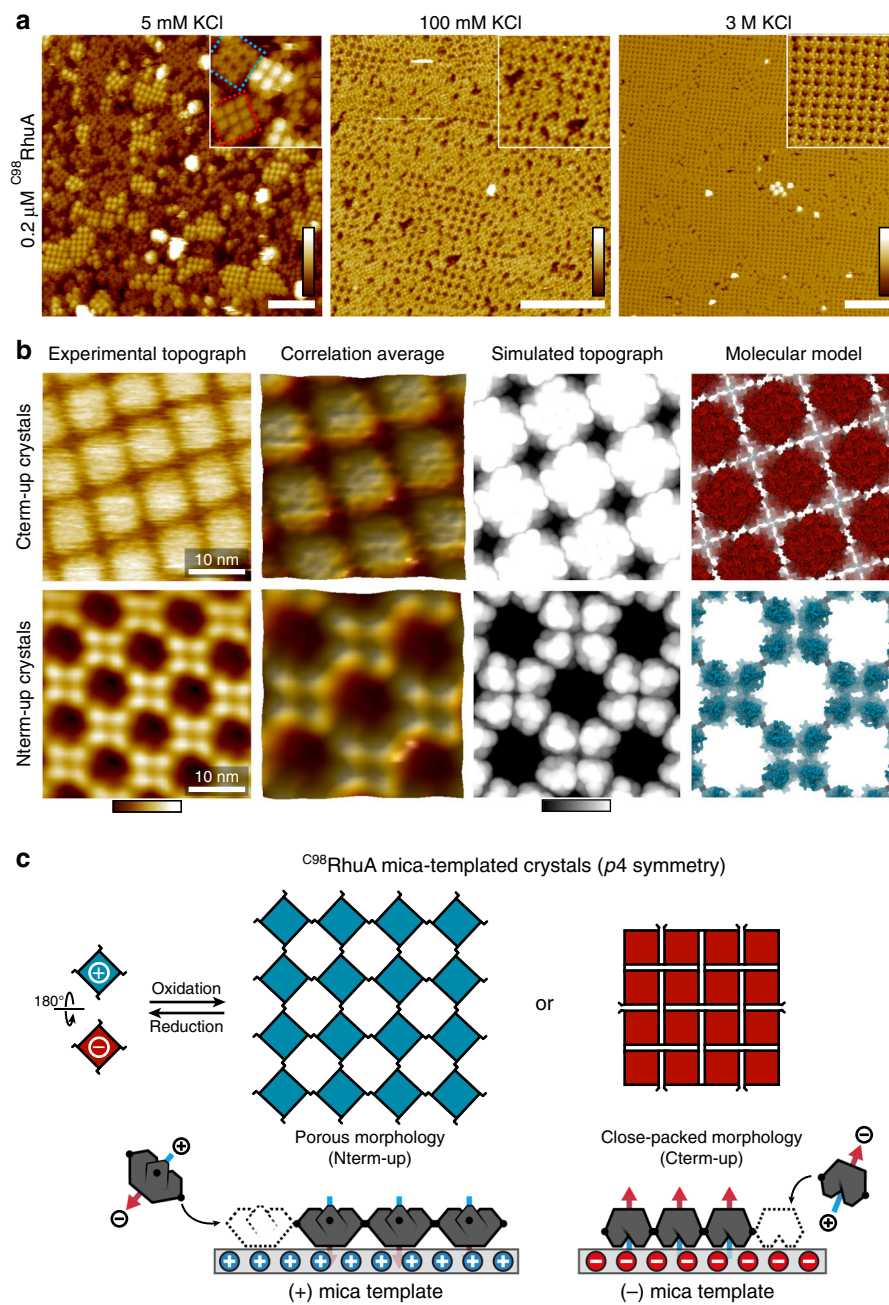 a
5 mM KCl
100 mM KCl
3 M KCl
0.2 µM C98RhuA
b
Experimental topograph
Correlation average
Simulated topograph
Molecular model
Cterm-up crystals
10 nm
Nterm-up crystals
10 nm
c
C98RhuA mica-templated crystals (p4 symmetry)
+
180°
Oxidation
Reduction
or
−
Porous morphology
(Nterm-up)
Close-packed morphology
(Cterm-up)
+
−
−
+
+ + + + + + + + +
− − − − − − − −
(+) mica template
(−) mica template